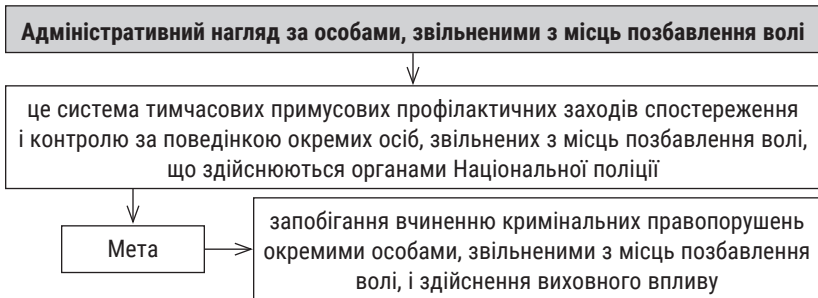 Адміністративний нагляд за особами, звільненими з місць позбавлення волі
це система тимчасових примусових профілактичних заходів спостереження
і контролю за поведінкою окремих осіб, звільнених з місць позбавлення волі,
що здійснюються органами Національної поліції
Мета
запобігання вчиненню кримінальних правопорушень
окремими особами, звільненими з місць позбавлення
волі, і здійснення виховного впливу